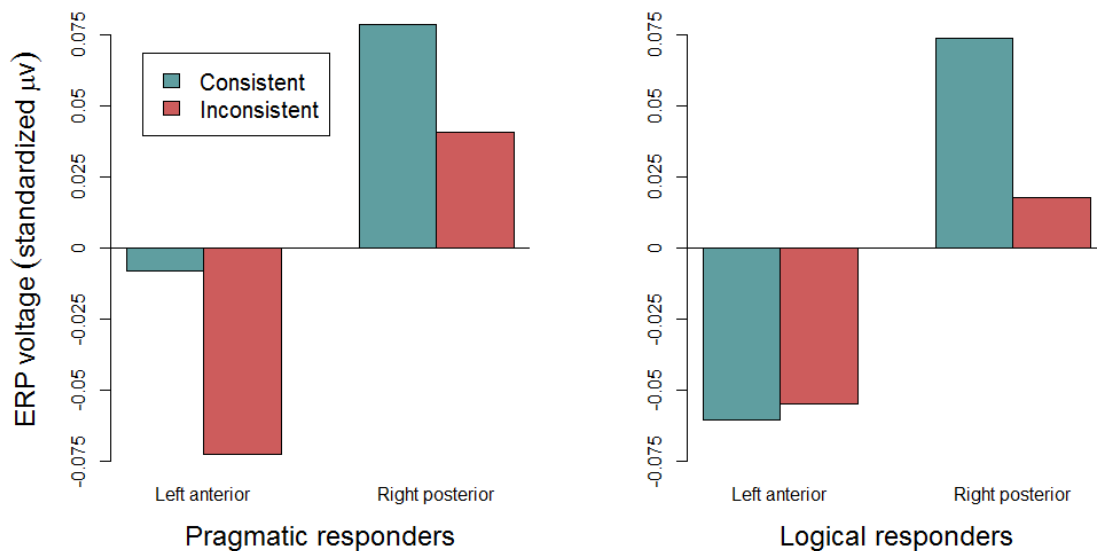 ERP voltage (standardized μv)
0.075
0.05
0.025
0
-0.025
-0.05
-0.075
Consistent
Inconsistent
Left anterior
Right posterior
Pragmatic responders
0.075
0.05
0.025
0
-0.025
-0.05
-0.075
Left anterior
Right posterior
Logical responders